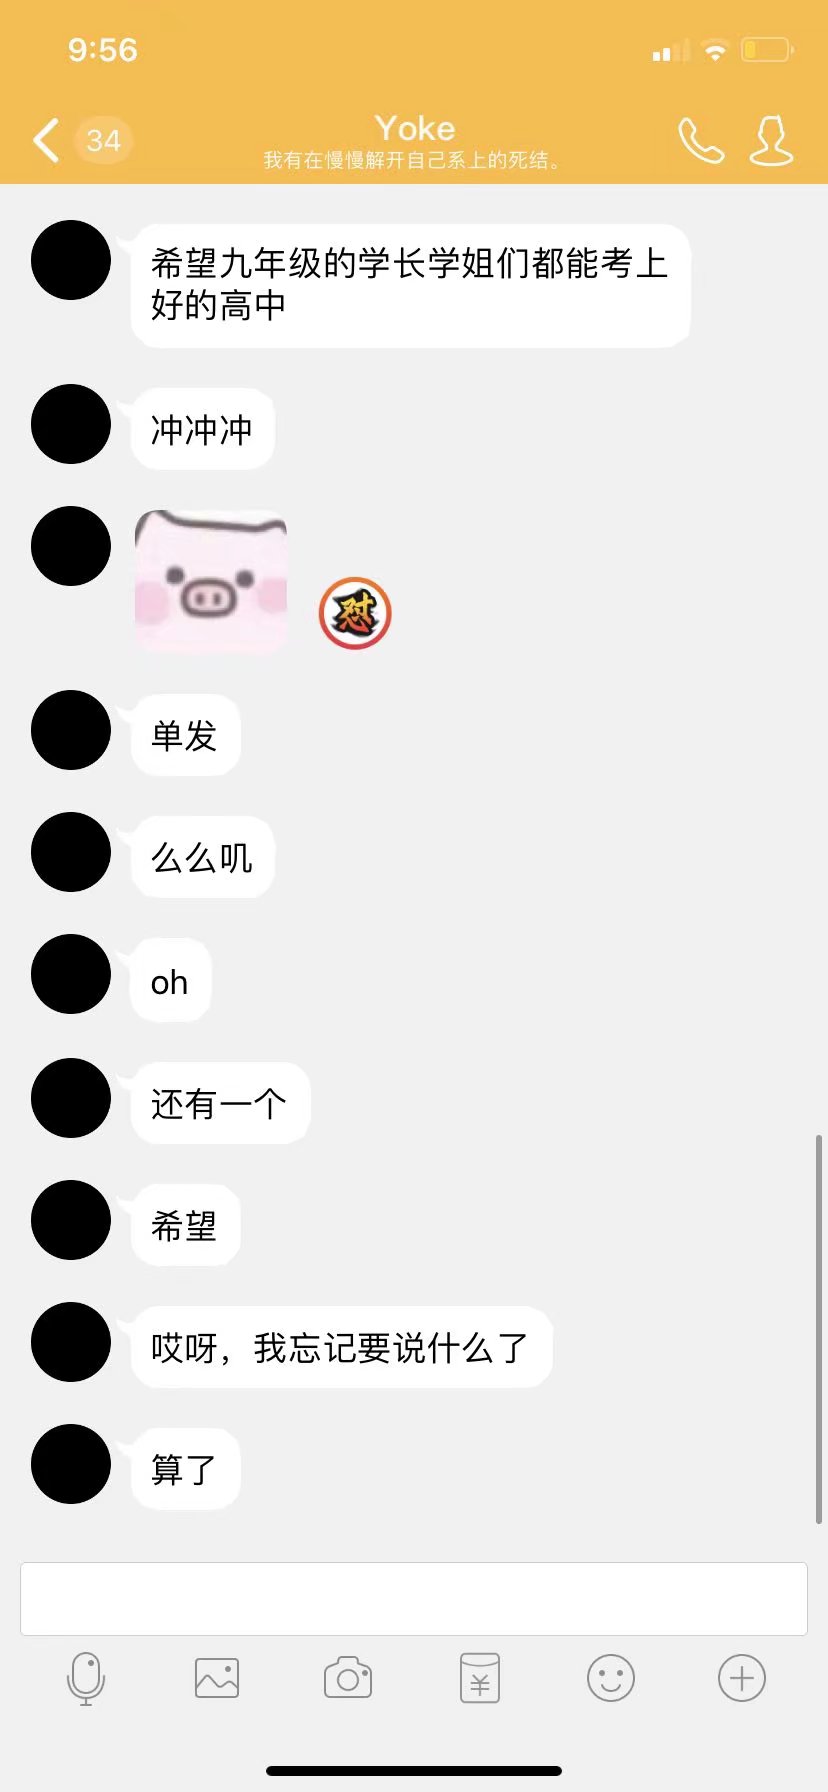 9:56
34
Yoke
我有在慢慢解开自己系上的死结。
希望九年级的学长学姐们都能考上
好的高中
冲冲冲
怼
单发
么么叽
oh
还有一个
希望
哎呀，我忘记要说什么了
算了
¥